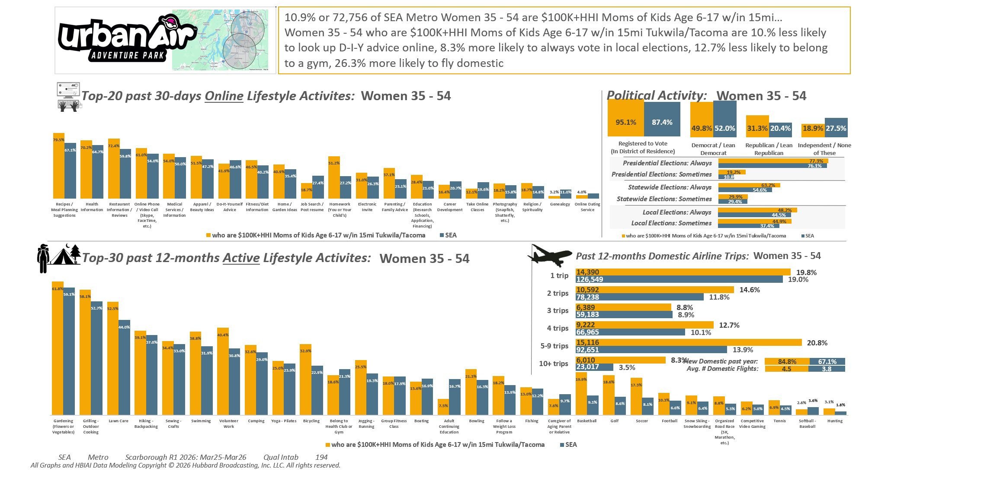 urbanAir
ADVENTURE PARK
10.9% or 72,756 of SEA Metro Women 35 - 54 are $100K+HHI Moms of Kids Age 6-17 w/in 15mi...
Women 35 - 54 who are $100K+HHI Moms of Kids Age 6-17 w/in 15mi Tukwila/Tacoma are 10.% less likely
to look up D-I-Y advice online, 8.3% more likely to always vote in local elections, 12.7% less likely to belong
to a gym, 26.3% more likely to fly domestic
Top-20 past 30-days Online Lifestyle Activites: Women 35 - 54
79.5% 67.1% 70.2% 64.7% 72.4% 59.8% 61.0% 54.0% 54.0% 50.0% 51.5% 47.2% 41.9% 46.6% 46.5% 40.2% 40.9% 35.4% 18.7% 27.4% 51.2% 27.2% 31.0% 26.3% 37.1% 23.1% 28.4% 21.0% 16.4% 20.7% 12.1% 19.6% 18.2% 15.8% 18.7% 14.8% 3.2% 11.0% 4.0%
Recipes / Meal Planning Suggestions
Health Information
Restaurant Information / Reviews
Online Phone / Video Call (Skype, FaceTime, etc.)
Medical Services / Information
Apparel / Beauty Ideas
Do-It-Yourself Advice
Fitness/Diet Information
Home / Garden Ideas
Job Search / Post resume
Homework (You or Your Child's)
Electronic Invite
Parenting / Family Advice
Education (Research Schools, Application, Financing)
Career Development
Take Online Classes
Photography (Snapfish, Shutterfly, etc.)
Religion / Spirituality
Genealogy
Online Dating Service
who are $100K+HHI Moms of Kids Age 6-17 w/in 15mi Tukwila/Tacoma SEA
Political Activity: Women 35 - 54
95.1% 87.4% 49.8% 52.0% 31.3% 20.4% 18.9% 27.5%
Registered to Vote (In District of Residence)
Democrat / Lean Democrat
Republican / Lean Republican
Independent / None of These
Presidential Elections: Always 77.3% 76.1%
Presidential Elections: Sometimes 19.2% 10.8
Statewide Elections: Always 63.2% 54.6%
Statewide Elections: Sometimes 29.9% 29.4%
Local Elections: Always 48.2% 44.5%
Local Elections: Sometimes 44.9% 37.4%
who are $100K+HHI Moms of Kids Age 6-17 w/in 15mi Tukwila/Tacoma SEA
Top-30 past 12-months Active Lifestyle Activites: Women 35 - 54
61.8% 59.1% 58.1% 52.7% 52.5% 44.0% 39.1% 37.0% 34.4% 33.0% 38.8% 31.9% 40.4% 30.8% 32.6% 29.0% 25.0% 23.9% 32.9% 22.9% 18.6% 21.3% 25.5% 19.3% 18.0% 17.9% 15.6% 16.9% 7.5% 16.7% 21.3% 16.3% 18.2% 13.9% 13.0% 12.2% 7.6% 9.7% 19.9% 9.1% 18.6% 8.6% 17.3% 8.1% 10.3% 6.6% 9.1% 6.4% 8.8% 5.3% 6.2% 5.0% 6.9% 4.5% 2.6% 3.6% 3.1% 1.8%
Gardening (Flowers or Vegetables)
Grilling - Outdoor Cooking
Lawn Care
Hiking - Backpacking
Sewing - Crafts
Swimming
Volunteer Work
Camping
Yoga - Pilates
Bicycling
Belong to Health Club or Gym
Jogging - Running
Group Fitness Class
Boating
Adult Continuing Education
Bowling
Follow a Weight Loss Program
Fishing
Caregiver of Aging Parent or Relative
Basketball
Golf
Soccer
Football
Snow Skiing - Snowboarding
Organized Road Race (5K, Marathon, etc.)
Competitive Video Gaming
Tennis
Softball - Baseball
Hunting
who are $100K+HHI Moms of Kids Age 6-17 w/in 15mi Tukwila/Tacoma SEA
Past 12-months Domestic Airline Trips: Women 35 - 54
1 trip 14,390 19.8% 126,549 19.0%
2 trips 10,592 14.6% 78,238 11.8%
3 trips 6,389 8.8% 59,183 8.9%
4 trips 9,222 12.7% 66,965 10.1%
5-9 trips 15,116 20.8% 92,651 13.9%
10+ trips 6,010 8.3% 23,017 3.5%
Flew Domestic past year: 84.8% 67.1%
Avg. # Domestic Flights: 4.5 3.8
SEA Metro Scarborough R1 2026: Mar25-Mar26 Qual Intab 194
All Graphs and HBIAI Data Modeling Copyright © 2026 Hubbard Broadcasting, Inc. LLC. All rights reserved.